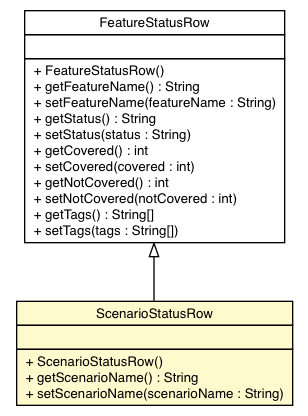 FeatureStatusRow
+ FeatureStatusRow()
+ getFeatureName() : String
+ setFeatureName(featureName : String)
+ getStatus() : String
+ setStatus(status : String)
+ getCovered() : int
+ setCovered(covered : int)
+ getNotCovered() : int
+ setNotCovered(notCovered : int)
+ getTags() : String[]
+ setTags(tags : String[])
ScenarioStatusRow
+ ScenarioStatusRow()
+ getScenarioName() : String
+ setScenarioName(scenarioName : String)